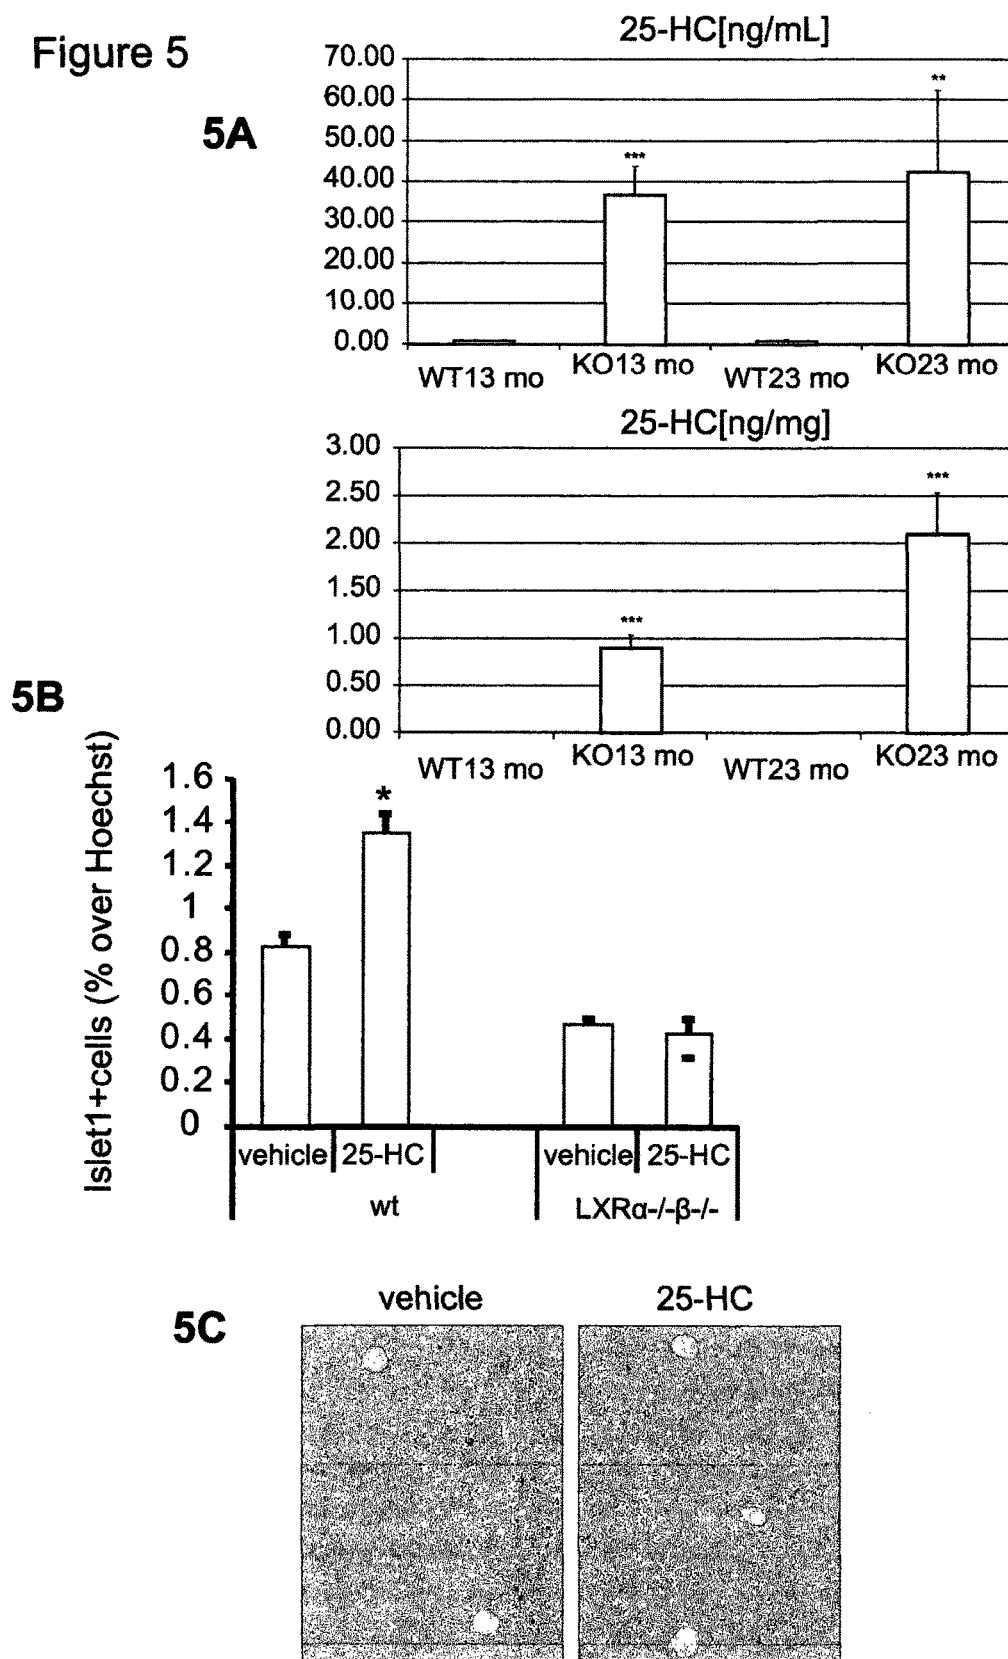 Figure 5
5A
25-HC[ng/mL]
70.00
60.00
50.00
40.00
30.00
20.00
10.00
0.00
***
**
WT13 mo
KO13 mo
WT23 mo
KO23 mo
25-HC[ng/mg]
3.00
2.50
2.00
1.50
1.00
0.50
0.00
***
***
WT13 mo
KO13 mo
WT23 mo
KO23 mo
5B
Islet1+cells (% over Hoechst)
1.6
1.4
1.2
1
0.8
0.6
0.4
0.2
0
*
vehicle
25-HC
vehicle
25-HC
wt
LXRα-/-β-/-
5C
vehicle
25-HC